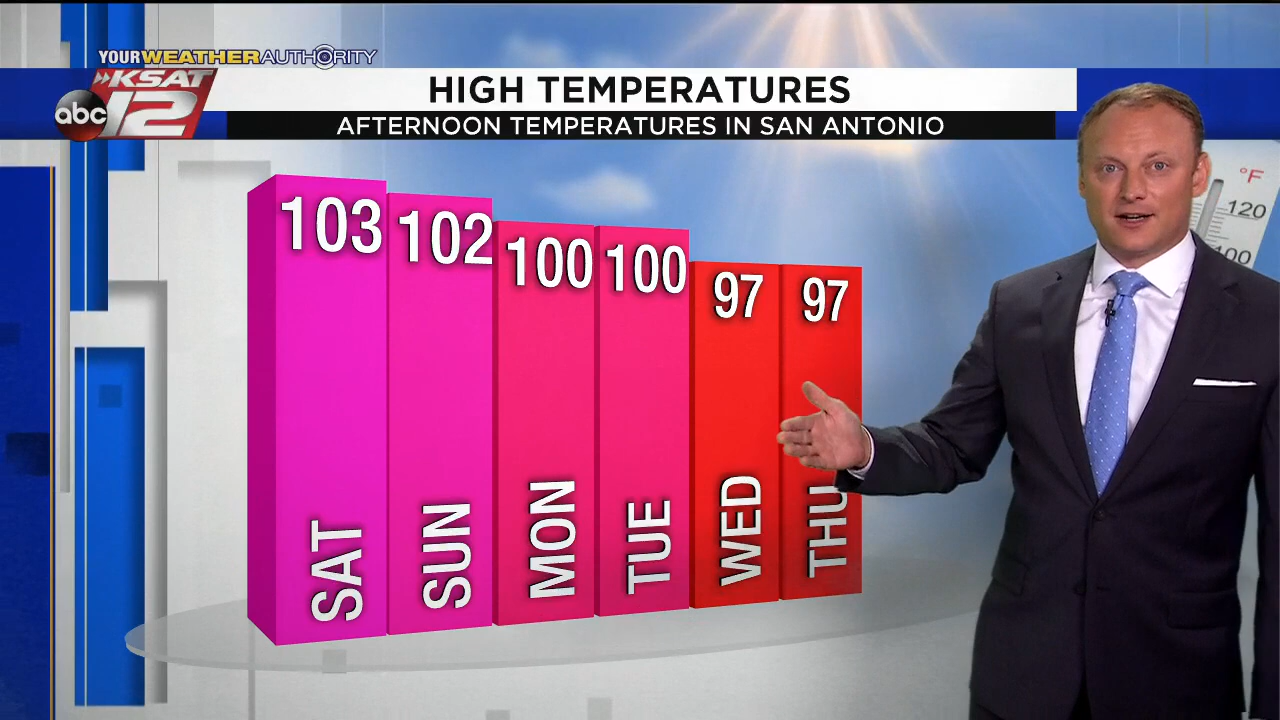 YOURWEATHERAUTHORITY
KSAT
abc 12
HIGH TEMPERATURES
AFTERNOON TEMPERATURES IN SAN ANTONIO
°F
120
100
103 102 100 100 97 97
SAT SUN MON TUE WED THU